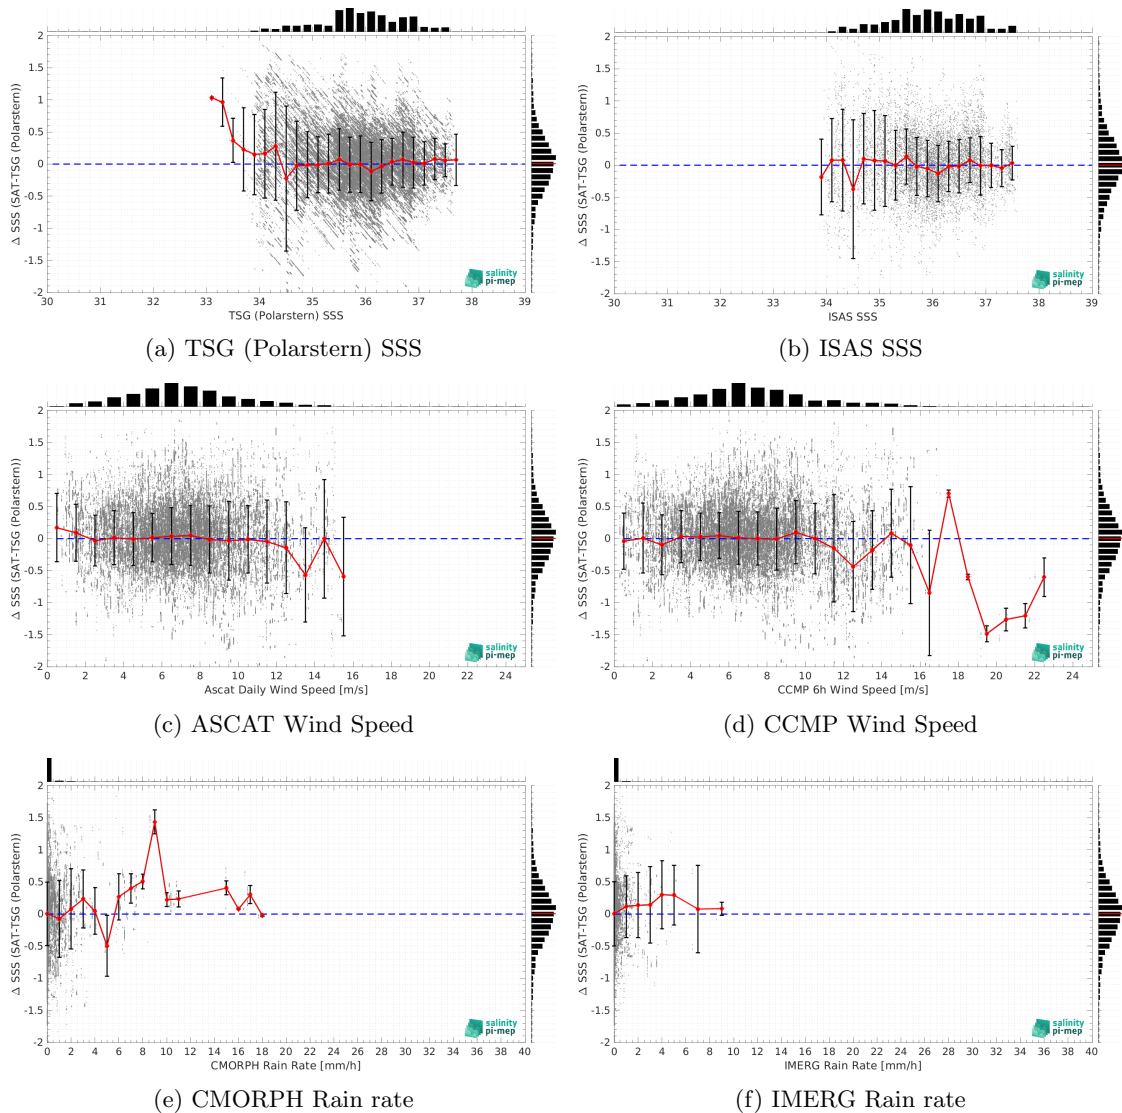 2
1.5
1
0.5
0
-0.5
-1
-1.5
-2
Δ SSS (SAT-TSG (Polarstern))
30 31 32 33 34 35 36 37 38 39
TSG (Polarstern) SSS
salinity
pi-mep
(a) TSG (Polarstern) SSS
2
1.5
1
0.5
0
-0.5
-1
-1.5
-2
Δ SSS (SAT-TSG (Polarstern))
30 31 32 33 34 35 36 37 38 39
ISAS SSS
salinity
pi-mep
(b) ISAS SSS
2
1.5
1
0.5
0
-0.5
-1
-1.5
-2
Δ SSS (SAT-TSG (Polarstern))
0 2 4 6 8 10 12 14 16 18 20 22 24
Ascat Daily Wind Speed [m/s]
salinity
pi-mep
(c) ASCAT Wind Speed
2
1.5
1
0.5
0
-0.5
-1
-1.5
-2
Δ SSS (SAT-TSG (Polarstern))
0 2 4 6 8 10 12 14 16 18 20 22 24
CCMP 6h Wind Speed [m/s]
salinity
pi-mep
(d) CCMP Wind Speed
2
1.5
1
0.5
0
-0.5
-1
-1.5
-2
Δ SSS (SAT-TSG (Polarstern))
0 2 4 6 8 10 12 14 16 18 20 22 24 26 28 30 32 34 36 38 40
CMORPH Rain Rate [mm/h]
salinity
pi-mep
(e) CMORPH Rain rate
2
1.5
1
0.5
0
-0.5
-1
-1.5
-2
Δ SSS (SAT-TSG (Polarstern))
0 2 4 6 8 10 12 14 16 18 20 22 24 26 28 30 32 34 36 38 40
IMERG Rain Rate [mm/h]
salinity
pi-mep
(f) IMERG Rain rate